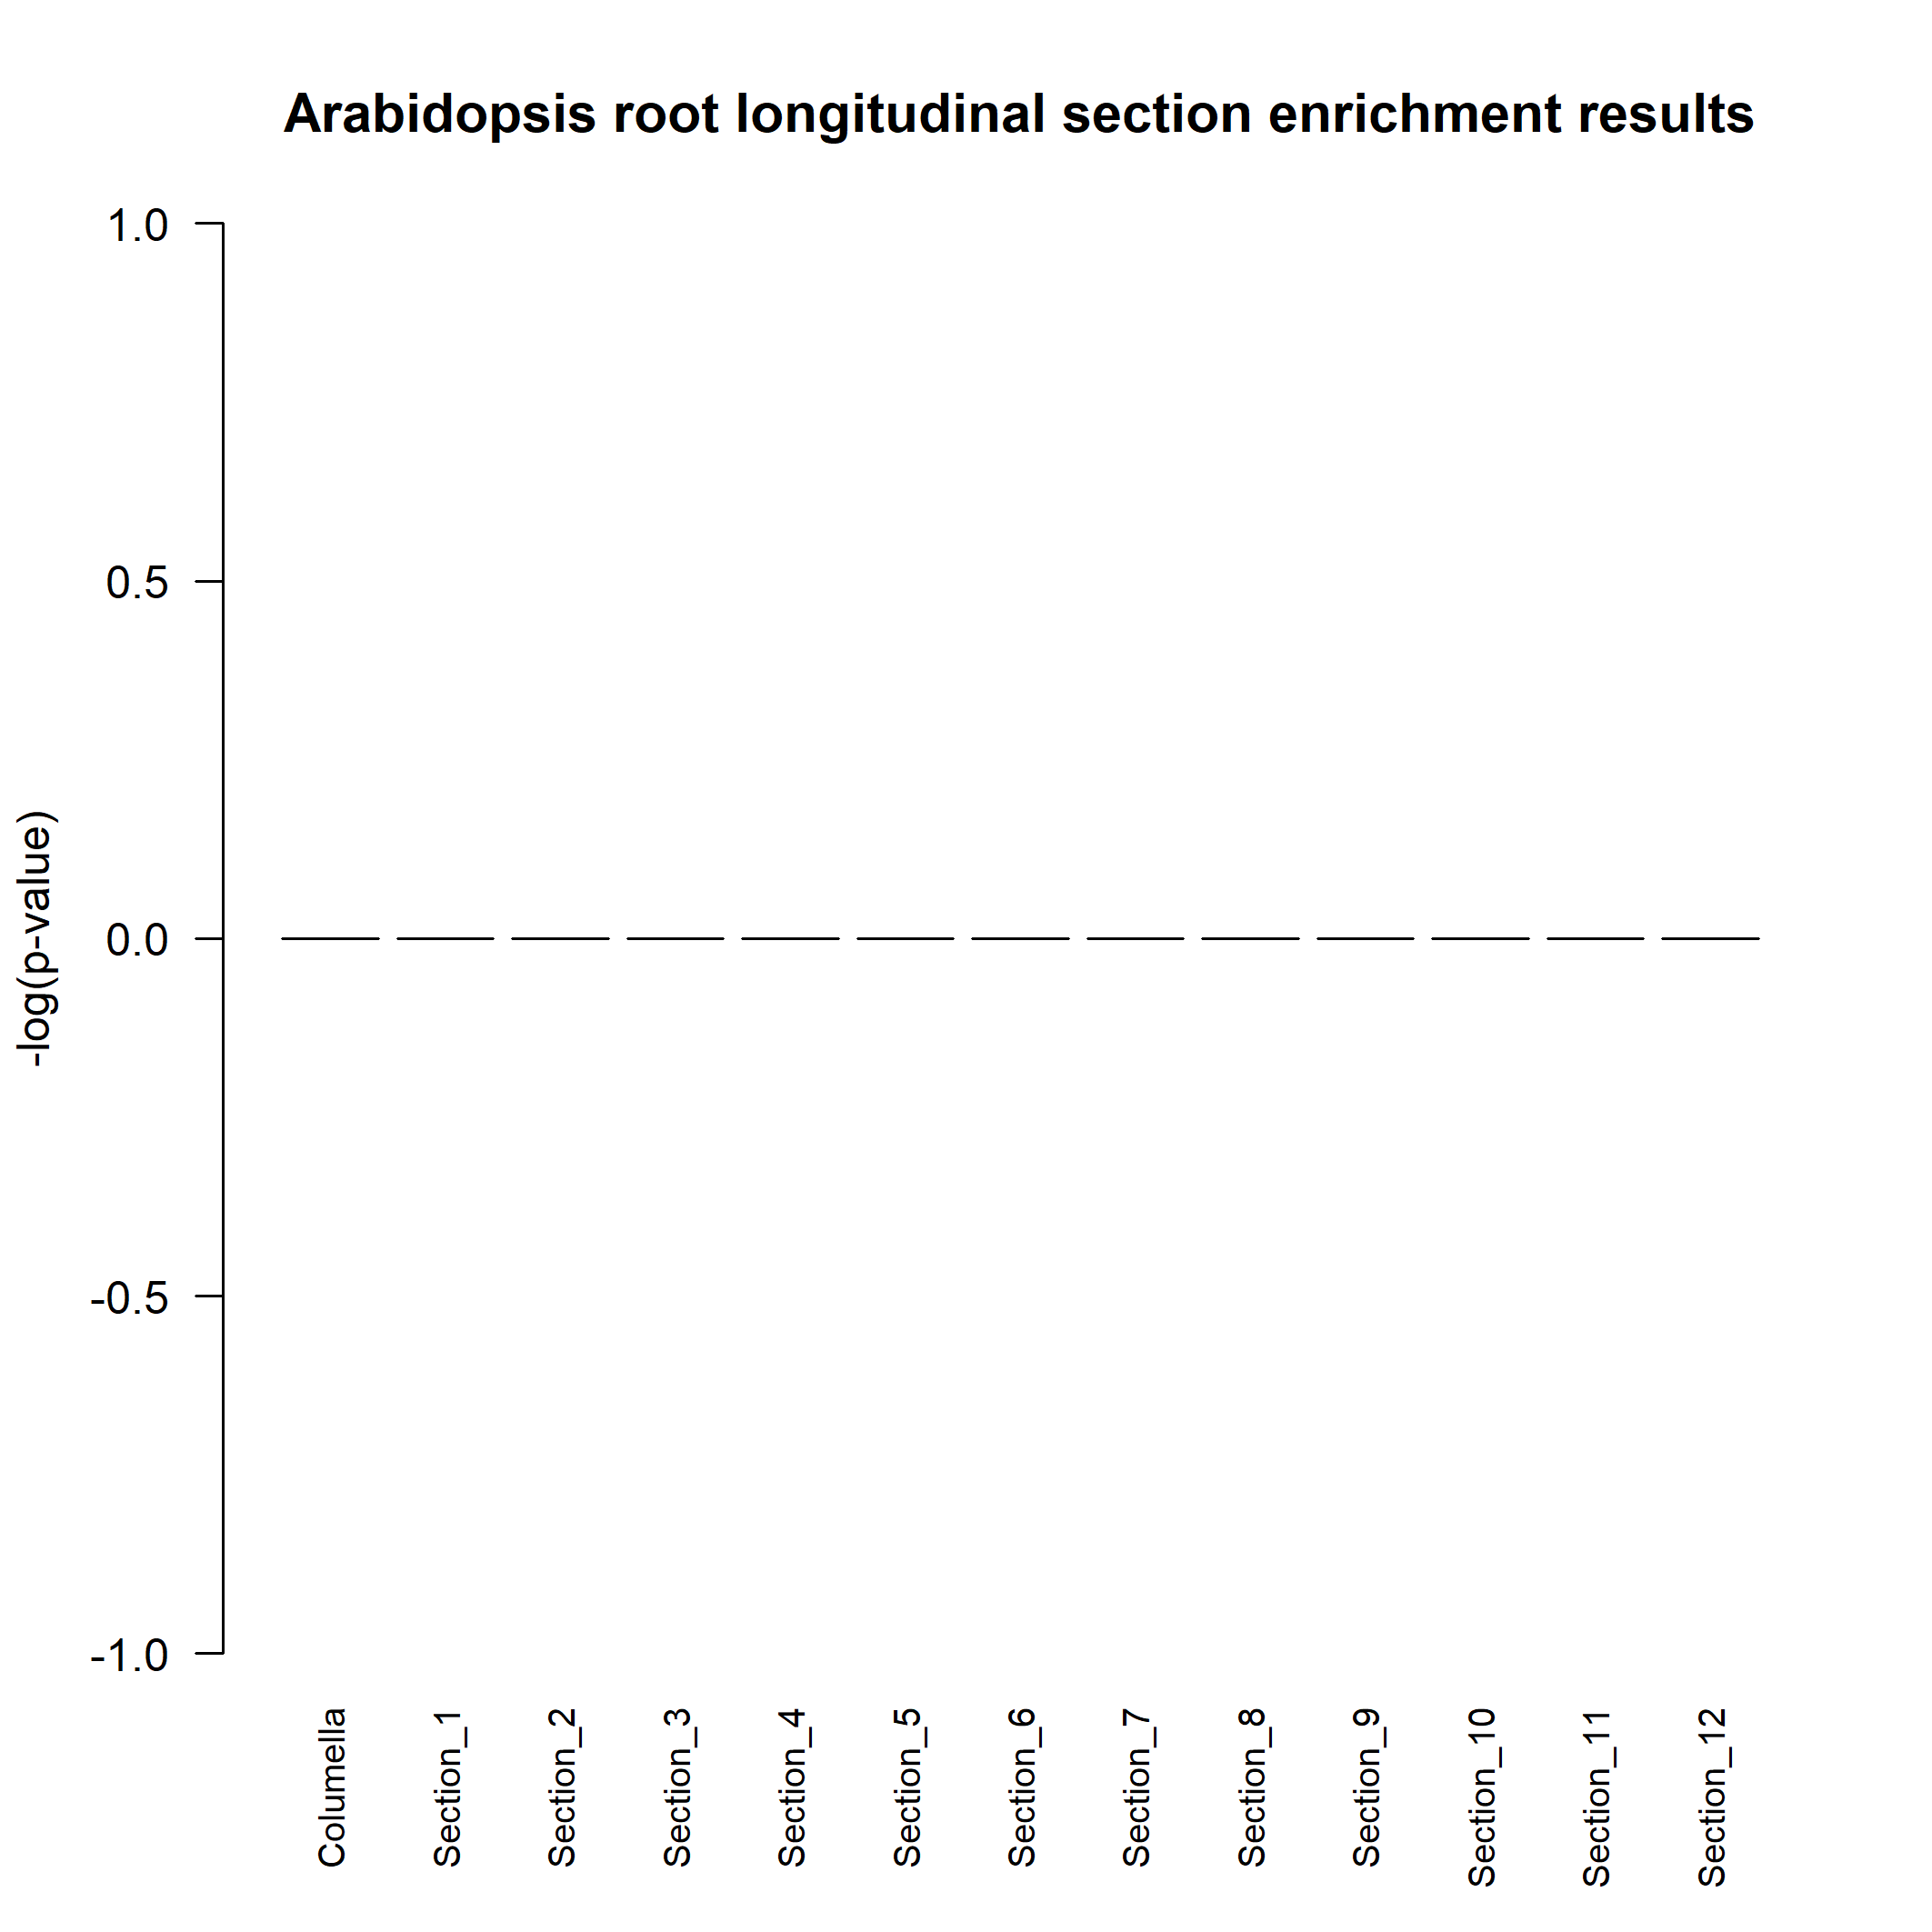 Arabidopsis root longitudinal section enrichment results
1.0
0.5
0.0
-0.5
-1.0
-log(p-value)
Columella
Section_1
Section_2
Section_3
Section_4
Section_5
Section_6
Section_7
Section_8
Section_9
Section_10
Section_11
Section_12